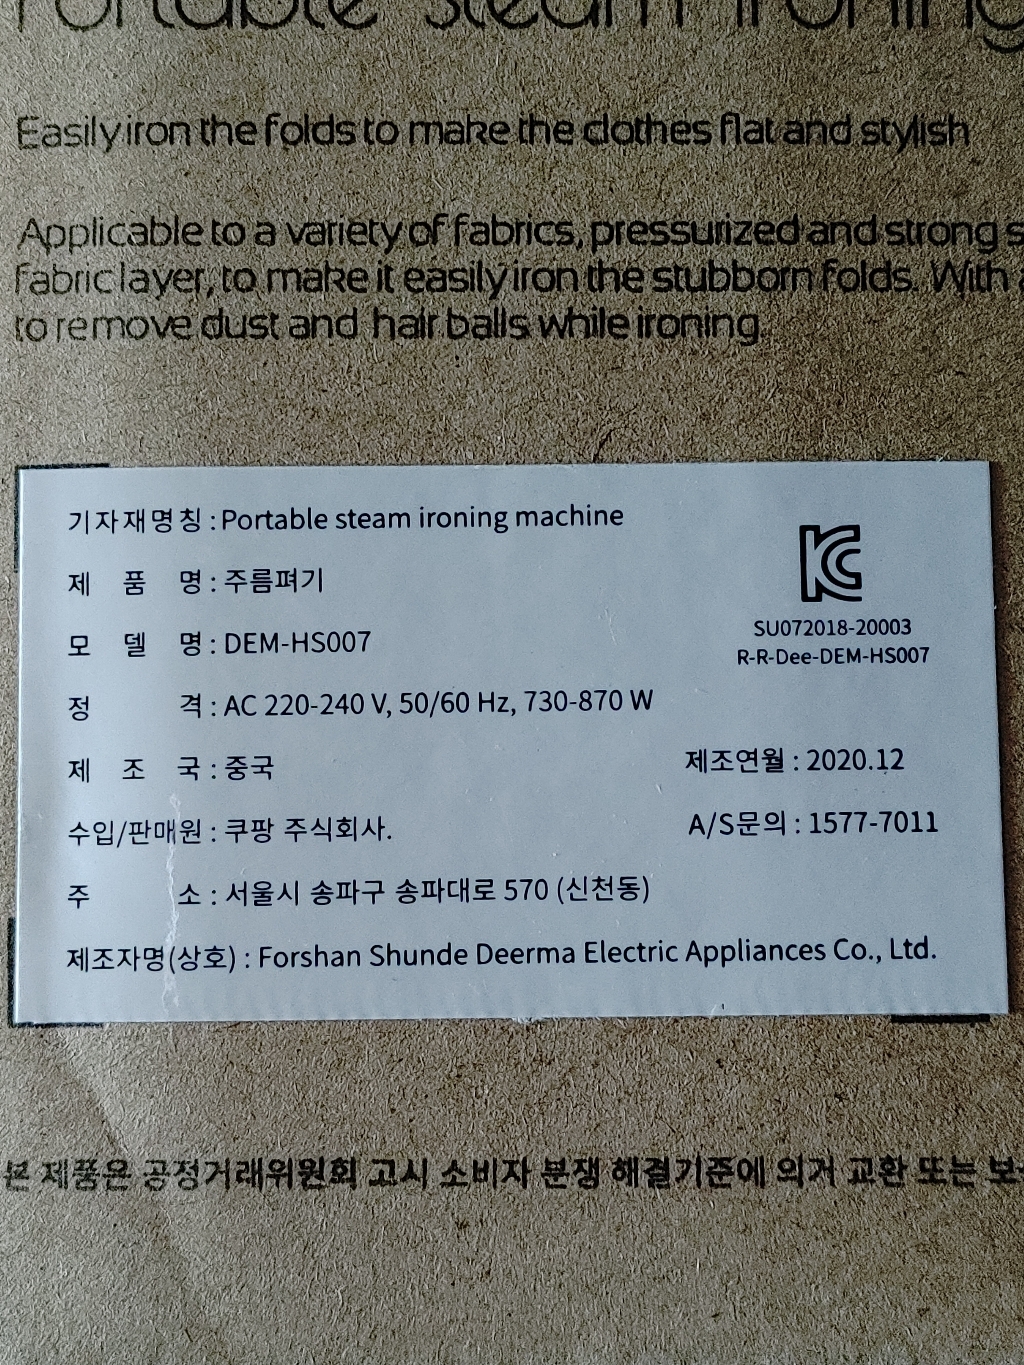 Portable steam ironing
Easily iron the folds to make the clothes flat and stylish
Applicable to a variety of fabrics, pressurized and strong s
fabric layer, to make it easily iron the stubborn folds. With
to remove dust and hair balls while ironing.
기자재명칭 : Portable steam ironing machine
제 품 명 : 주름펴기
모 델 명 : DEM-HS007
정 격 : AC 220-240 V, 50/60 Hz, 730-870 W
제 조 국 : 중국
수입/판매원 : 쿠팡 주식회사.
주 소 : 서울시 송파구 송파대로 570 (신천동)
제조자명(상호) : Forshan Shunde Deerma Electric Appliances Co., Ltd.
KC
SU072018-20003
R-R-Dee-DEM-HS007
제조연월 : 2020.12
A/S문의 : 1577-7011
본 제품은 공정거래위원회 고시 소비자 분쟁 해결기준에 의거 교환 또는